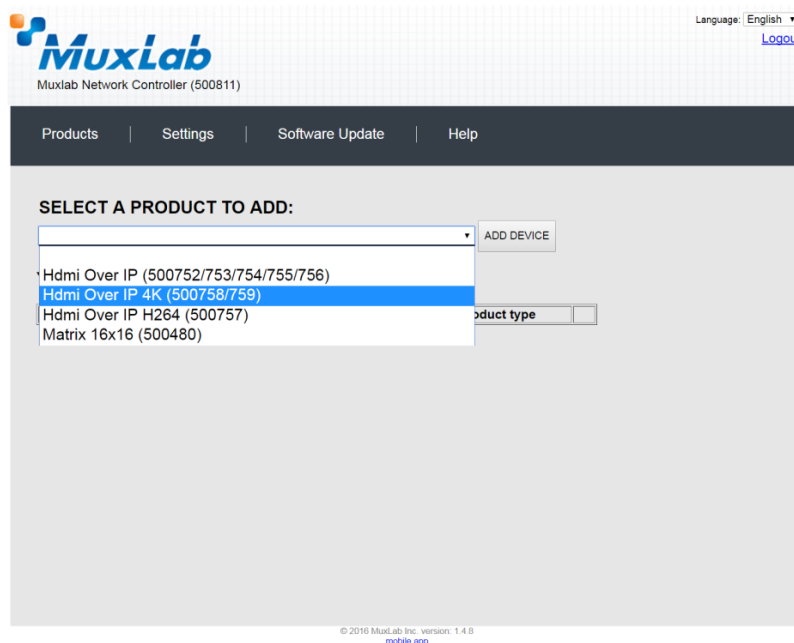 Language: English
MuxLab
Logou
Muxlab Network Controller (500811)
Products | Settings | Software Update | Help
SELECT A PRODUCT TO ADD:
ADD DEVICE
Hdmi Over IP (500752/753/754/755/756)
Hdmi Over IP 4K (500758/759)
Hdmi Over IP H264 (500757)
oduct type
Matrix 16x16 (500480)
© 2016 MuxLab Inc. version: 1.4.8
mobile app